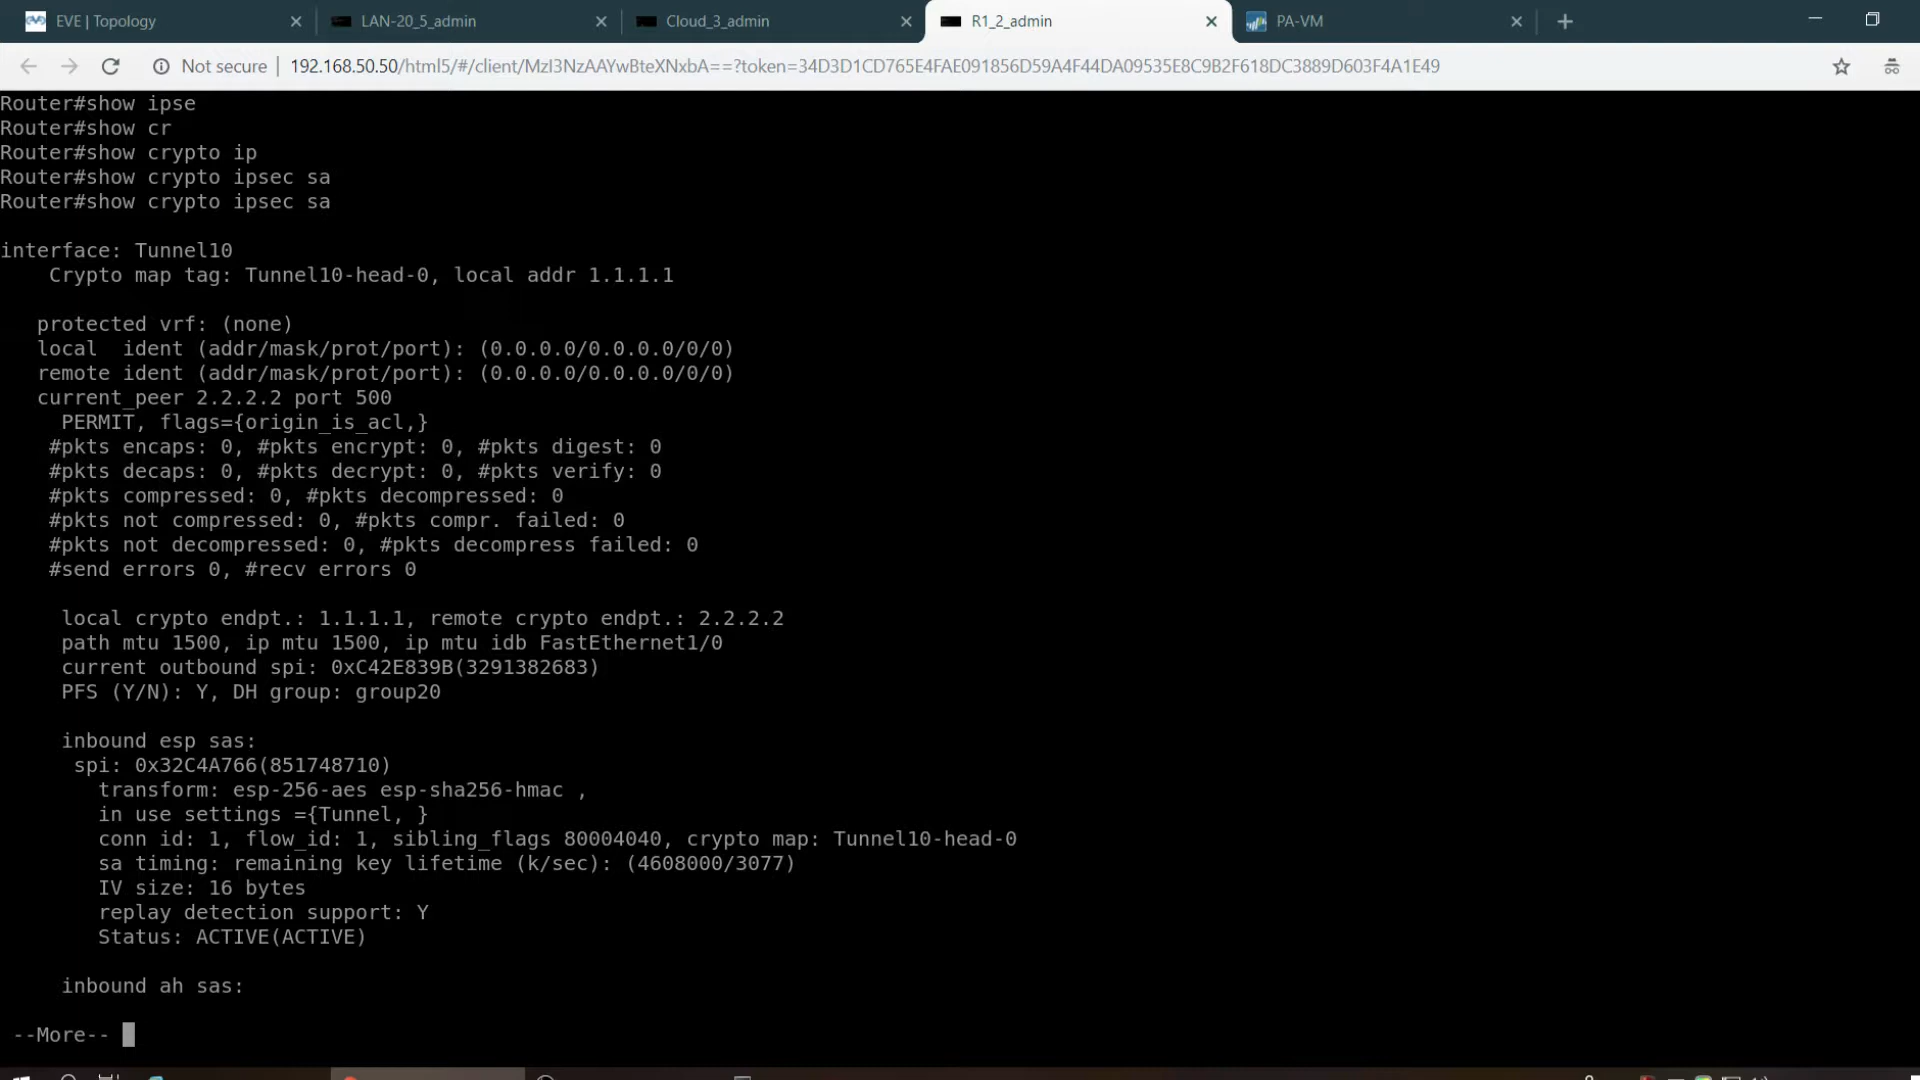 EVE | Topology
LAN-20_5_admin
Cloud_3_admin
R1_2_admin
PA-VM
Not secure | 192.168.50.50/html5/#/client/MzI3NzAAYwBteXNxbA==?token=34D3D1CD765E4FAE091856D59A4F44DA09535E8C9B2F618DC3889D603F4A1E49
Router#show ipse
Router#show cr
Router#show crypto ip
Router#show crypto ipsec sa
Router#show crypto ipsec sa
interface: Tunnel10
Crypto map tag: Tunnel10-head-0, local addr 1.1.1.1
protected vrf: (none)
local  ident (addr/mask/prot/port): (0.0.0.0/0.0.0.0/0/0)
remote ident (addr/mask/prot/port): (0.0.0.0/0.0.0.0/0/0)
current_peer 2.2.2.2 port 500
PERMIT, flags={origin_is_acl,}
#pkts encaps: 0, #pkts encrypt: 0, #pkts digest: 0
#pkts decaps: 0, #pkts decrypt: 0, #pkts verify: 0
#pkts compressed: 0, #pkts decompressed: 0
#pkts not compressed: 0, #pkts compr. failed: 0
#pkts not decompressed: 0, #pkts decompress failed: 0
#send errors 0, #recv errors 0
local crypto endpt.: 1.1.1.1, remote crypto endpt.: 2.2.2.2
path mtu 1500, ip mtu 1500, ip mtu idb FastEthernet1/0
current outbound spi: 0xC42E839B(3291382683)
PFS (Y/N): Y, DH group: group20
inbound esp sas:
spi: 0x32C4A766(851748710)
transform: esp-256-aes esp-sha256-hmac ,
in use settings ={Tunnel, }
conn id: 1, flow_id: 1, sibling_flags 80004040, crypto map: Tunnel10-head-0
sa timing: remaining key lifetime (k/sec): (4608000/3077)
IV size: 16 bytes
replay detection support: Y
Status: ACTIVE(ACTIVE)
inbound ah sas:
--More--